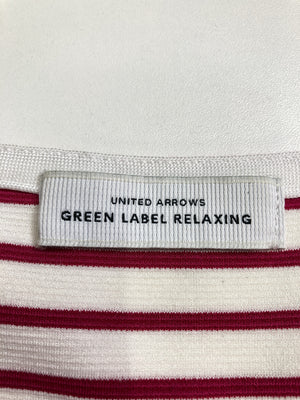 UNITED ARROWS
GREEN LABEL RELAXING